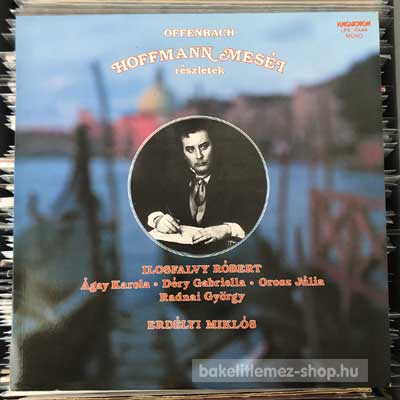 OFFENBACH
HOFFMANN MESÉI
részletek
HUNGAROTON
MONO
ILOSFALVY RÓBERT
Ágay Karola • Déry Gabriella • Orosz Júlia
Radnai György
ERDÉLYI MIKLÓS
bakelitlemez-shop.hu